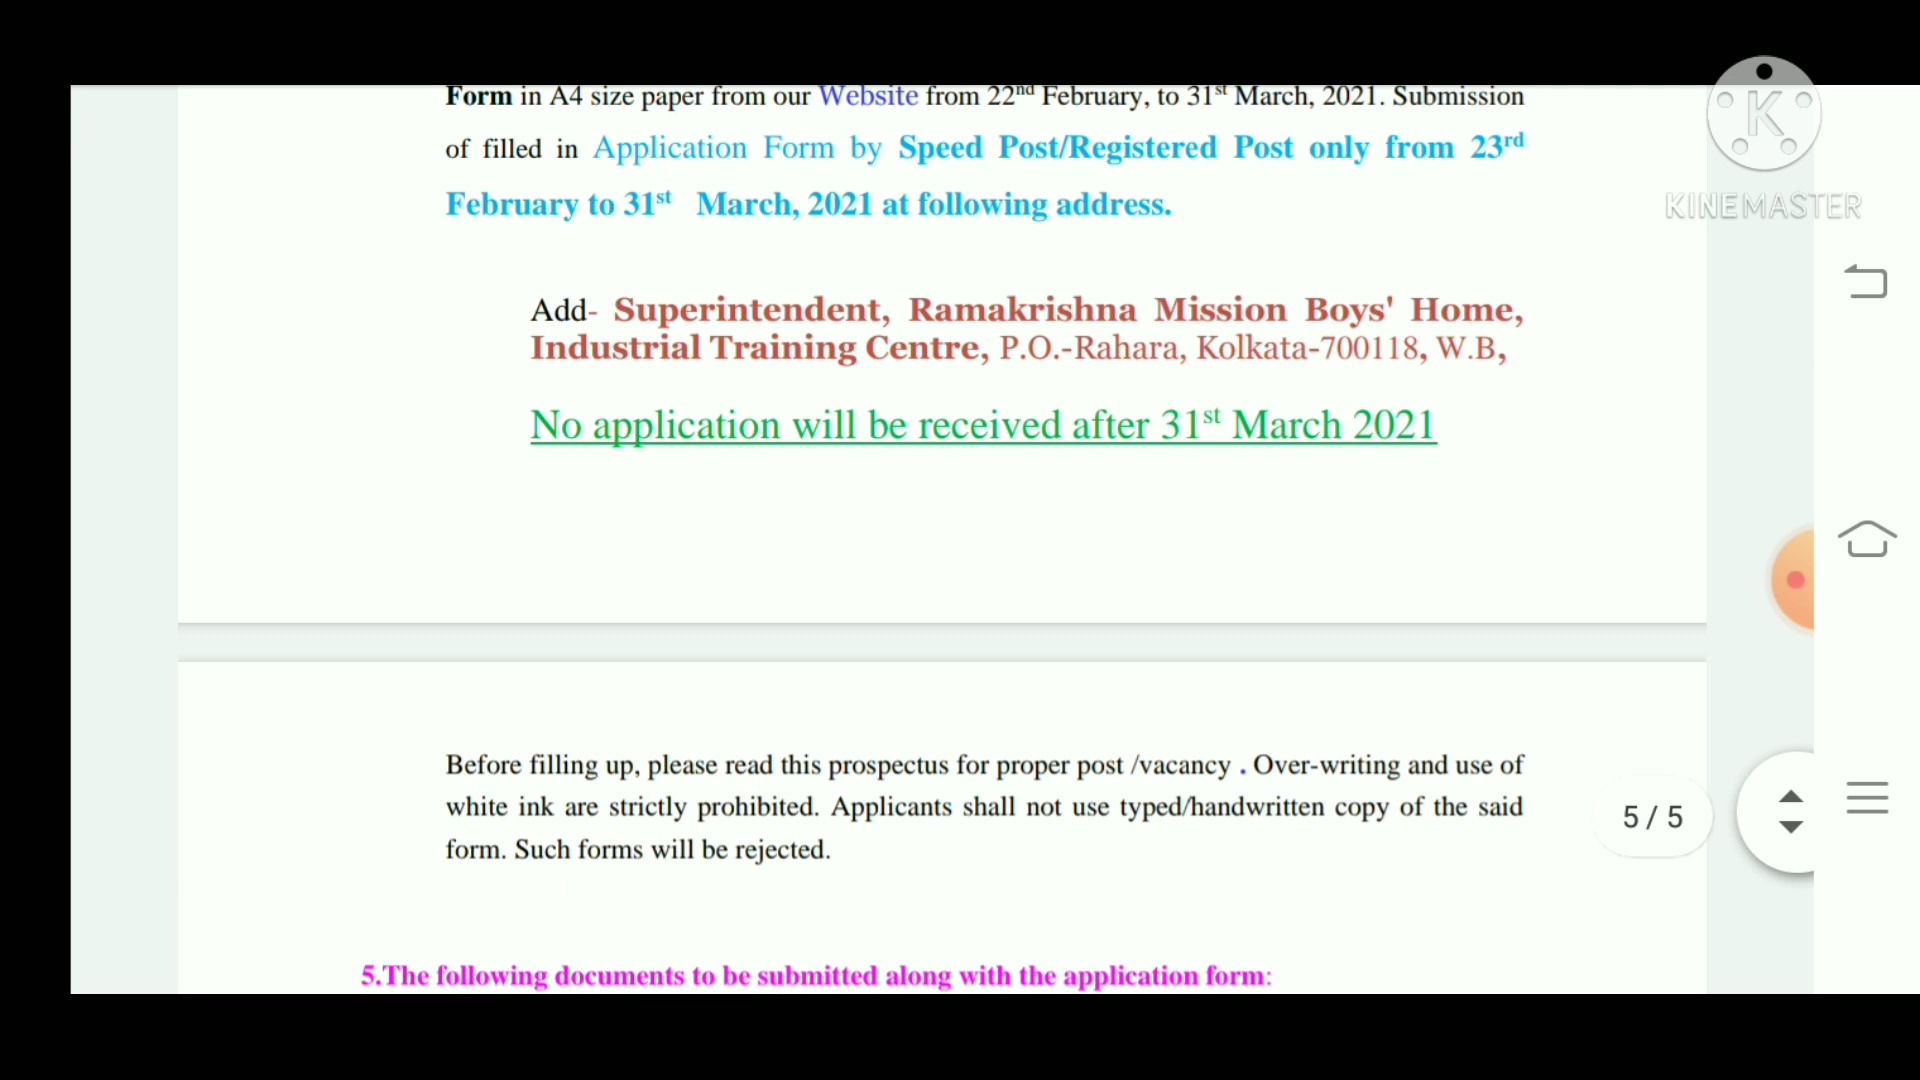 Form in A4 size paper from our Website from 22nd February, to 31st March, 2021. Submission
of filled in Application Form by Speed Post/Registered Post only from 23rd
February to 31st March, 2021 at following address.
K
KINEMASTER
Add- Superintendent, Ramakrishna Mission Boys' Home,
Industrial Training Centre, P.O.-Rahara, Kolkata-700118, W.B,
No application will be received after 31st March 2021
Before filling up, please read this prospectus for proper post /vacancy . Over-writing and use of
white ink are strictly prohibited. Applicants shall not use typed/handwritten copy of the said
form. Such forms will be rejected.
5 / 5
5.The following documents to be submitted along with the application form: